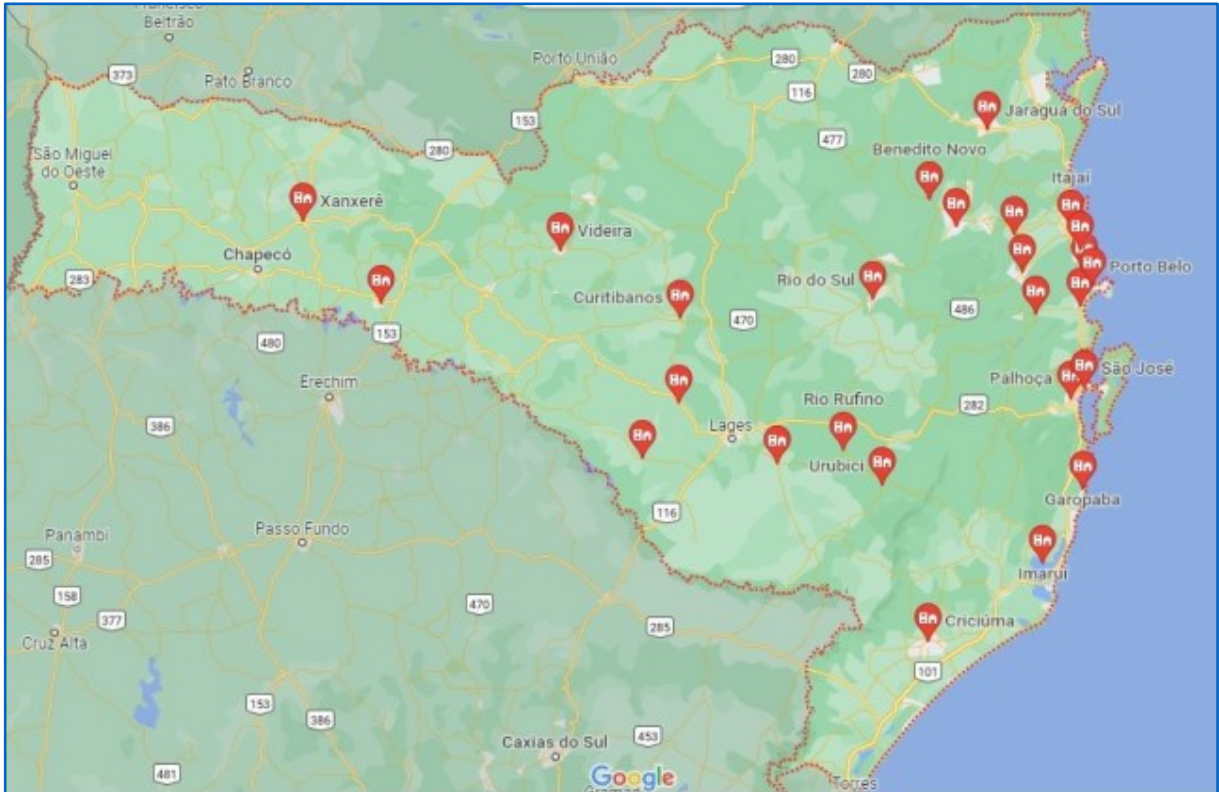 Beltrão
Porto União
280
373
Pato Branco
280
116
153
Jaraguá do Sul
477
São Miguel
do Oeste
280
Benedito Novo
Itajaí
Xanxerê
Videira
Chapecó
Porto Belo
283
Rio do Sul
Curitibanos
486
153
470
480
São José
Palhoça
Erechim
Rio Rufino
282
386
Lages
Urubici
Garopaba
116
Panambi
Passo Fundo
285
Imaruí
158
470
377
285
Criciúma
Cruz Alta
101
153
386
453
Caxias do Sul
481
Google
Torres